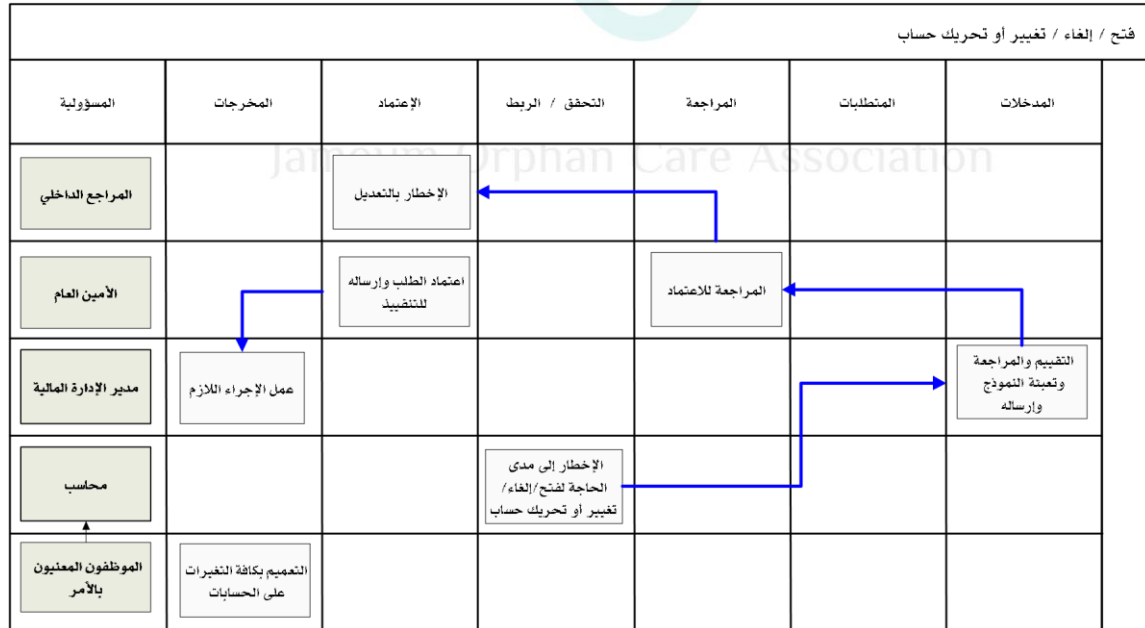 فتح / إلغاء / تغيير أو تحريك حساب
المدخلات
المتطلبات
المراجعة
التحقق / الربط
الإعتماد
المخرجات
المسؤولية
Jamoum Orphan Care Association
الإخطار بالتعديل
المراجع الداخلي
المراجعة للاعتماد
اعتماد الطلب وإرساله
للتنفييذ
الأمين العام
التقييم والمراجعة
وتعبئة النموذج
وإرساله
عمل الإجراء اللازم
مدير الإدارة المالية
الإخطار إلى مدى
الحاجة لفتح/إلغاء/
تغيير أو تحريك حساب
محاسب
التعميم بكافة التغيرات
على الحسابات
الموظفون المعنيون
بالأمر